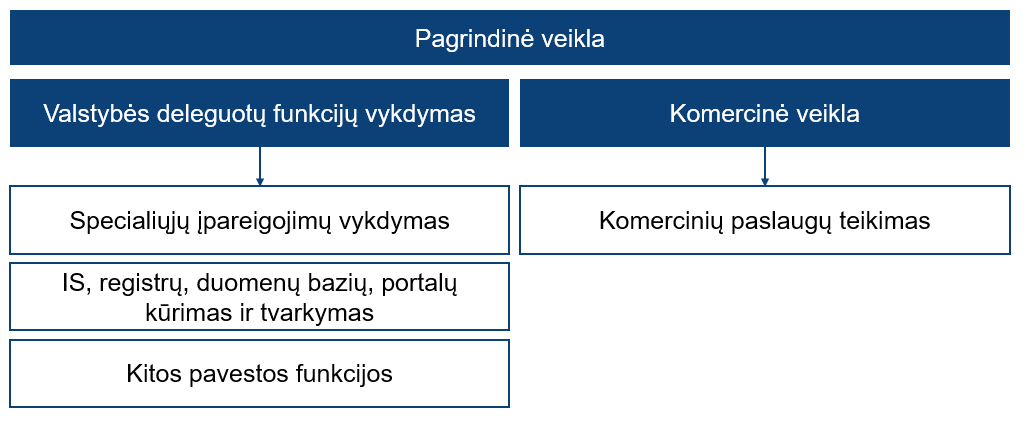 Pagrindinė veikla
Valstybės deleguotų funkcijų vykdymas
Komercinė veikla
Specialiųjų įpareigojimų vykdymas
Komercinių paslaugų teikimas
IS, registrų, duomenų bazių, portalų
kūrimas ir tvarkymas
Kitos pavestos funkcijos